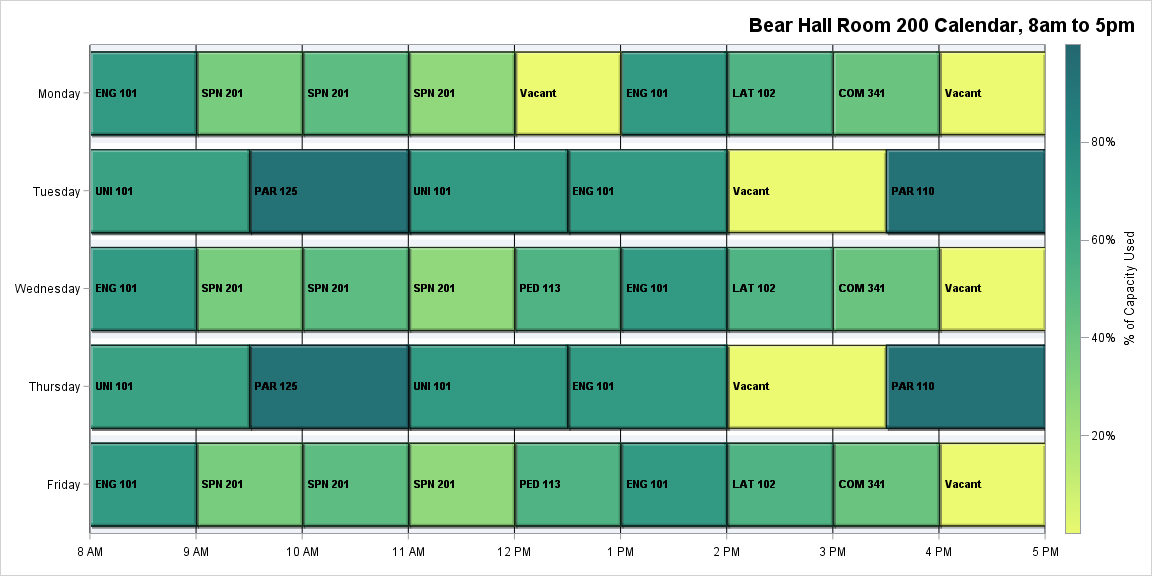 Bear Hall Room 200 Calendar, 8am to 5pm
Monday ENG 101 SPN 201 SPN 201 SPN 201 Vacant ENG 101 LAT 102 COM 341 Vacant
80%
Tuesday UNI 101 PAR 125 UNI 101 ENG 101 Vacant PAR 110
60%
% of Capacity Used
Wednesday ENG 101 SPN 201 SPN 201 SPN 201 PED 113 ENG 101 LAT 102 COM 341 Vacant
40%
Thursday UNI 101 PAR 125 UNI 101 ENG 101 Vacant PAR 110
20%
Friday ENG 101 SPN 201 SPN 201 SPN 201 PED 113 ENG 101 LAT 102 COM 341 Vacant
8 AM 9 AM 10 AM 11 AM 12 PM 1 PM 2 PM 3 PM 4 PM 5 PM